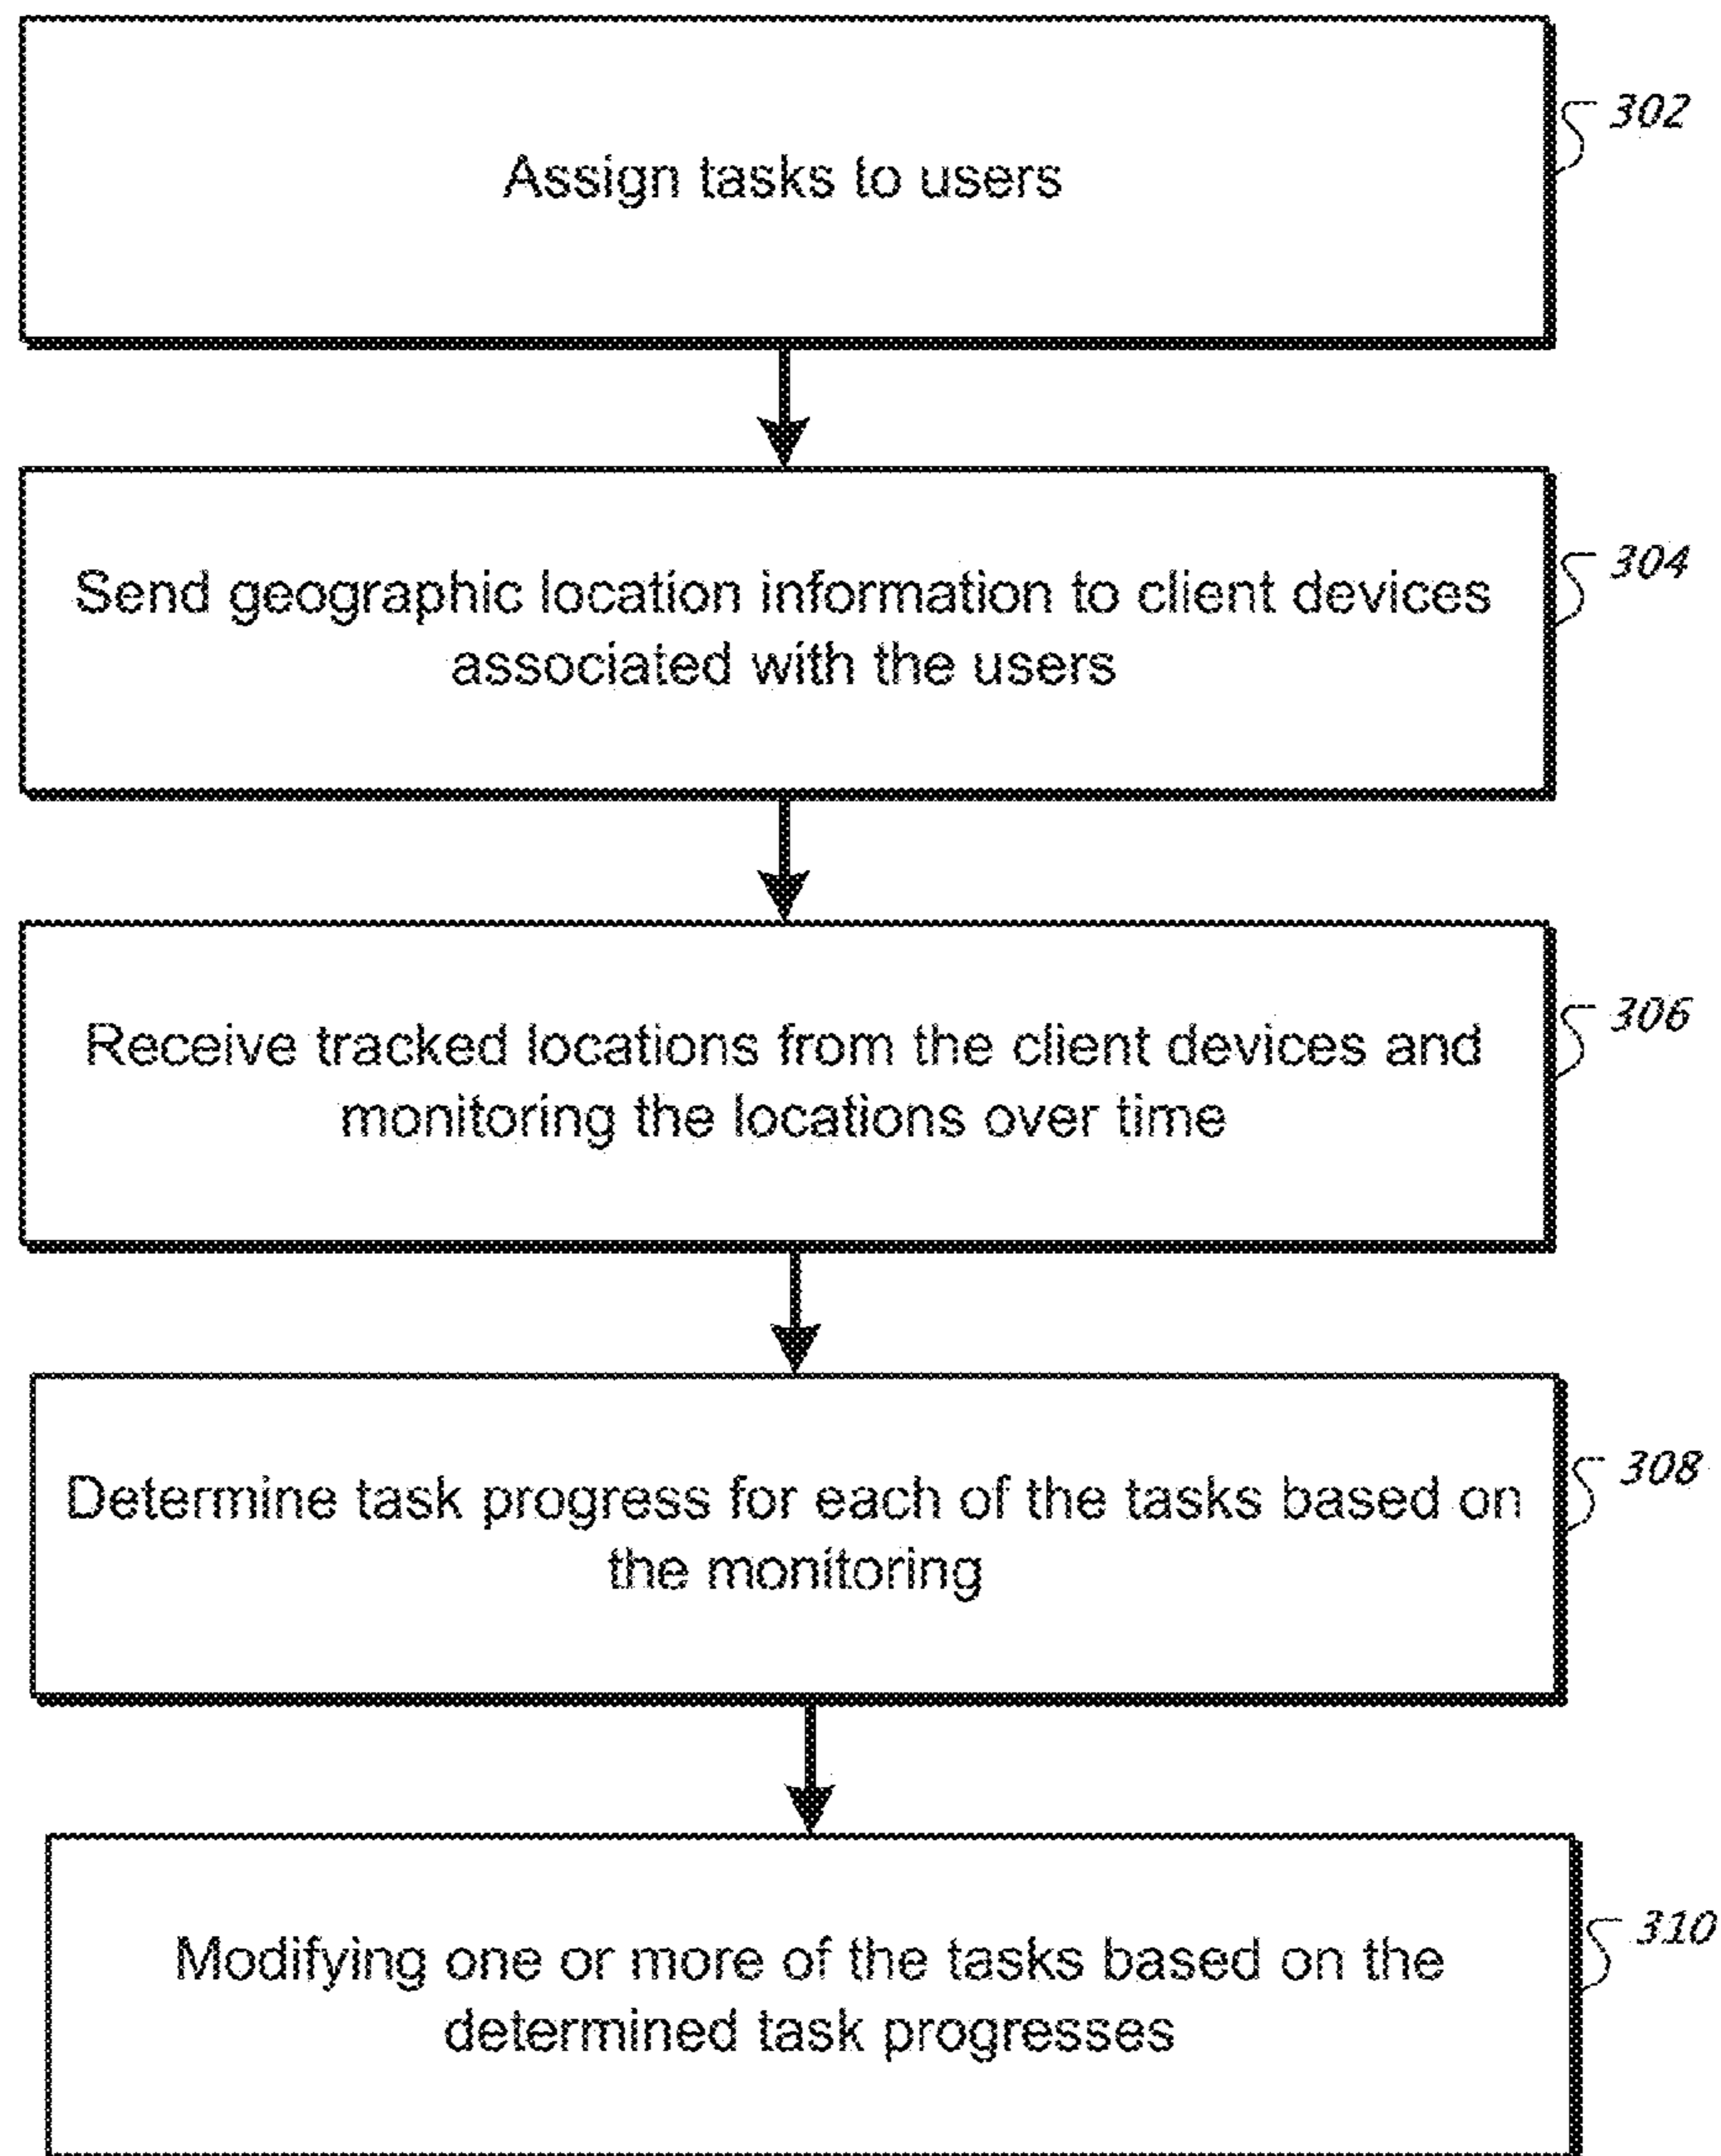 Assign tasks to users
302
Send geographic location information to client devices
associated with the users
304
Receive tracked locations from the client devices and
monitoring the locations over time
306
Determine task progress for each of the tasks based on
the monitoring
308
Modifying one or more of the tasks based on the
determined task progresses
310